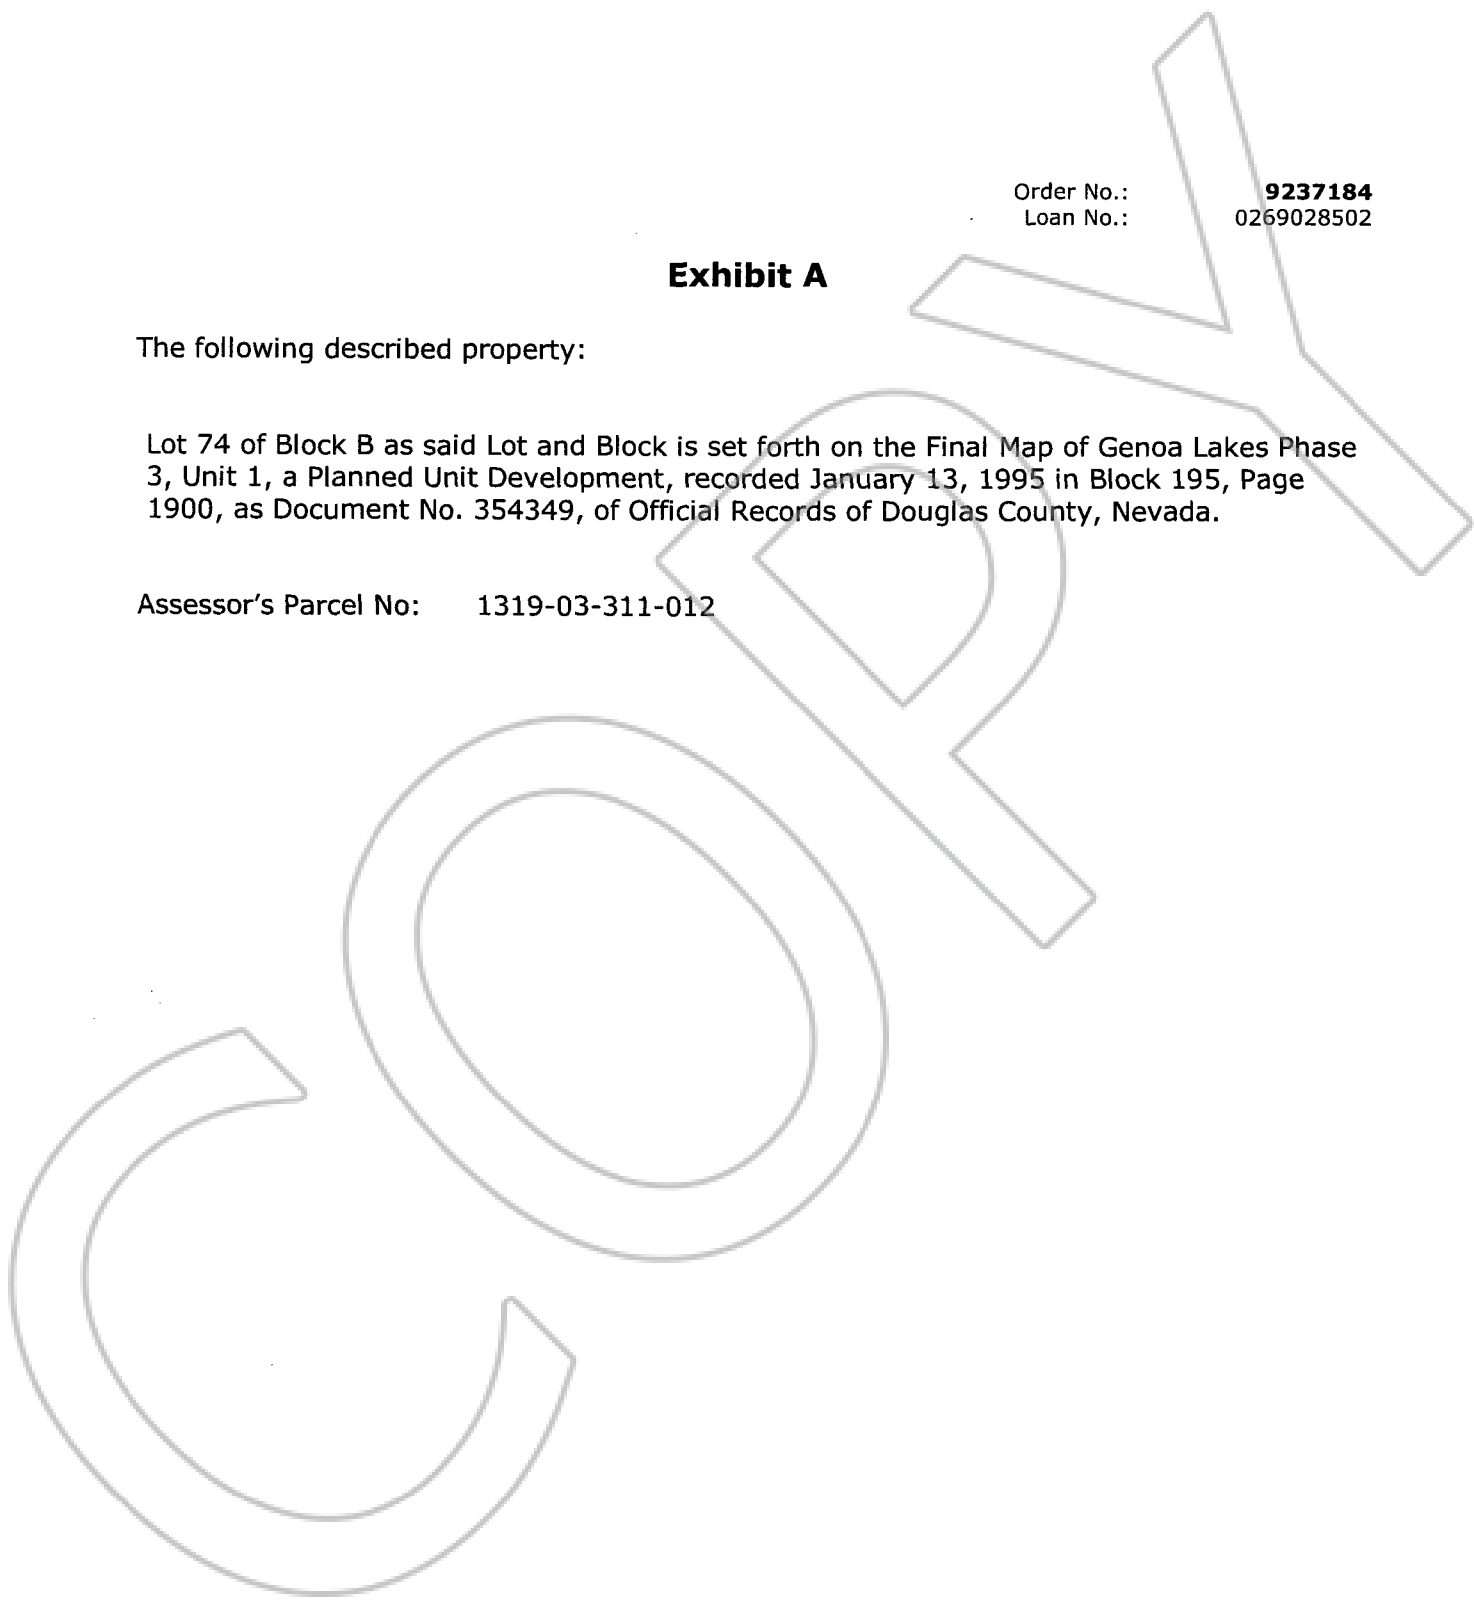 Order No.: 9237184
Loan No.: 0269028502
Exhibit A
The following described property:
Lot 74 of Block B as said Lot and Block is set forth on the Final Map of Genoa Lakes Phase
3, Unit 1, a Planned Unit Development, recorded January 13, 1995 in Block 195, Page
1900, as Document No. 354349, of Official Records of Douglas County, Nevada.
Assessor's Parcel No: 1319-03-311-012
COPY